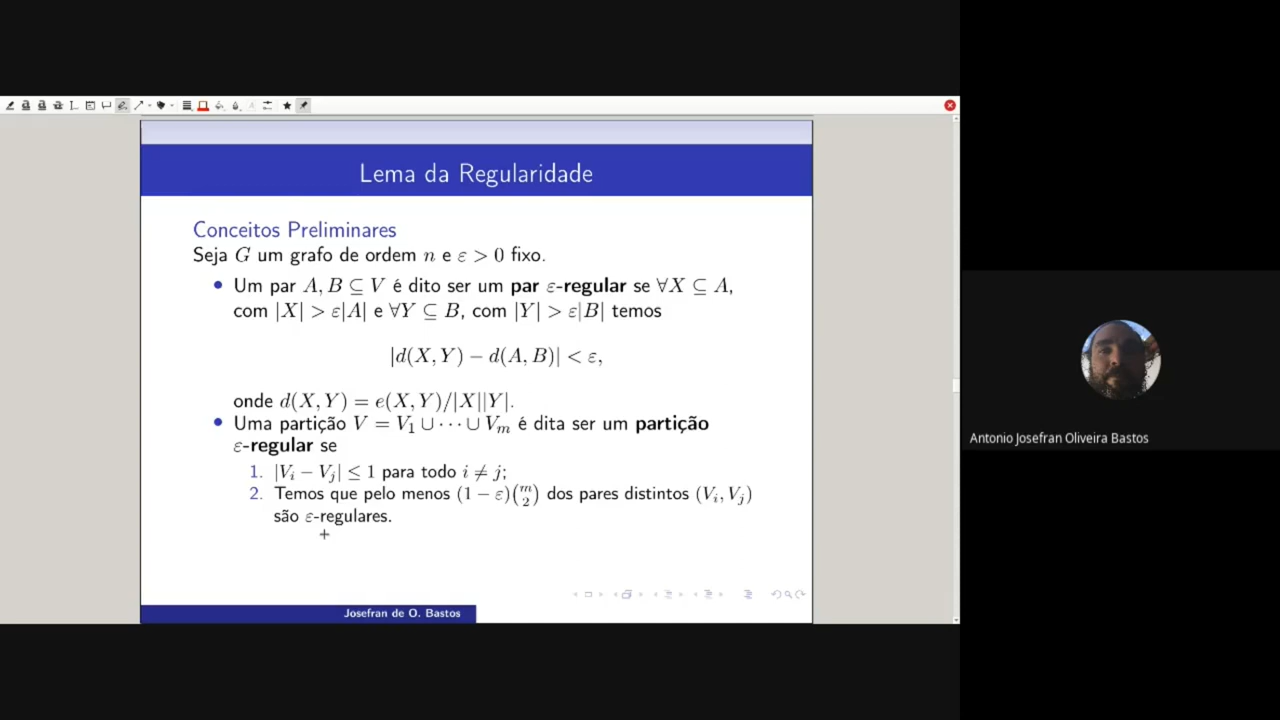 Lema da Regularidade
Conceitos Preliminares
Seja G um grafo de ordem n e ε > 0 fixo.
• Um par A, B ⊆ V é dito ser um par ε-regular se ∀X ⊆ A,
com |X| > ε|A| e ∀Y ⊆ B, com |Y| > ε|B| temos
|d(X, Y) − d(A, B)| < ε,
onde d(X, Y) = e(X, Y)/|X||Y|.
• Uma partição V = V₁ ∪ ··· ∪ Vₘ é dita ser um partição
ε-regular se
1. |Vᵢ − Vⱼ| ≤ 1 para todo i ≠ j;
2. Temos que pelo menos (1 − ε)(m 2) dos pares distintos (Vᵢ, Vⱼ)
são ε-regulares.
Josefran de O. Bastos
Antonio Josefran Oliveira Bastos